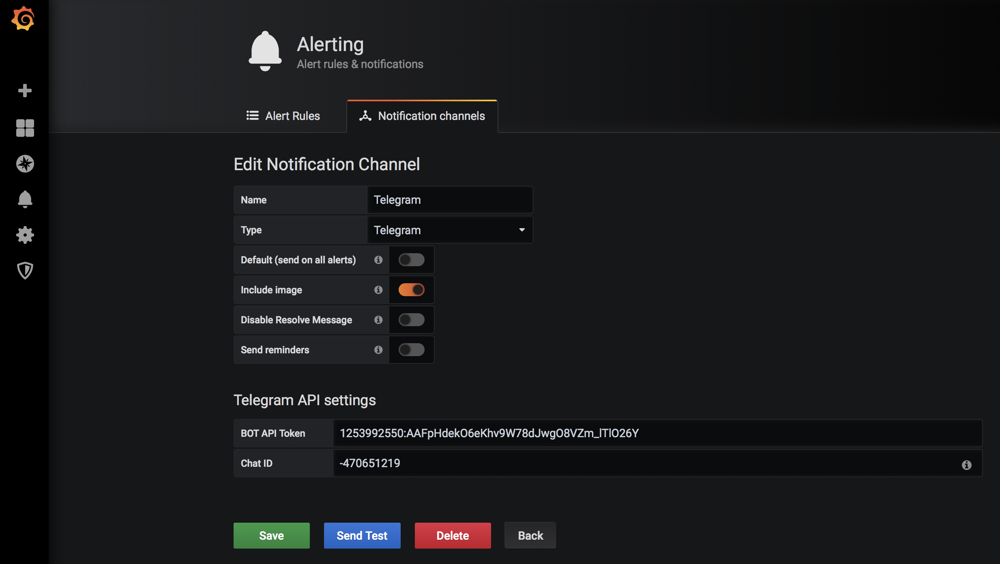 Alerting
Alert rules & notifications
Alert Rules
Notification channels
Edit Notification Channel
Name
Telegram
Type
Telegram
Default (send on all alerts)
Include image
Disable Resolve Message
Send reminders
Telegram API settings
BOT API Token
1253992550:AAFpHdekO6eKhv9W78dJwgO8VZm_lTlO26Y
Chat ID
-470651219
Save
Send Test
Delete
Back